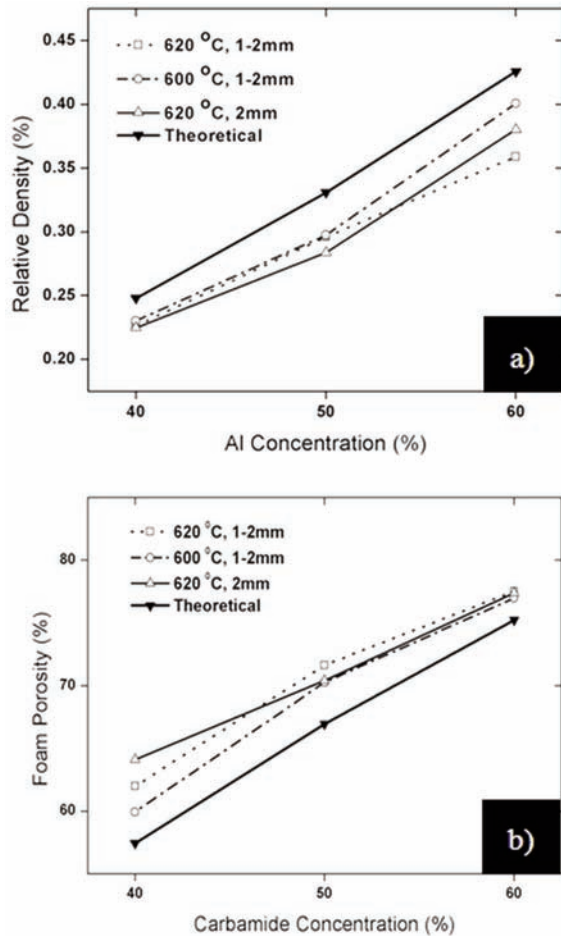 0.45
0.40
0.35
0.30
0.25
0.20
Relative Density (%)
620 °C, 1-2mm
600 °C, 1-2mm
620 °C, 2mm
Theoretical
a)
40 50 60
Al Concentration (%)
80
70
60
Foam Porosity (%)
620 °C, 1-2mm
600 °C, 1-2mm
620 °C, 2mm
Theoretical
b)
40 50 60
Carbamide Concentration (%)